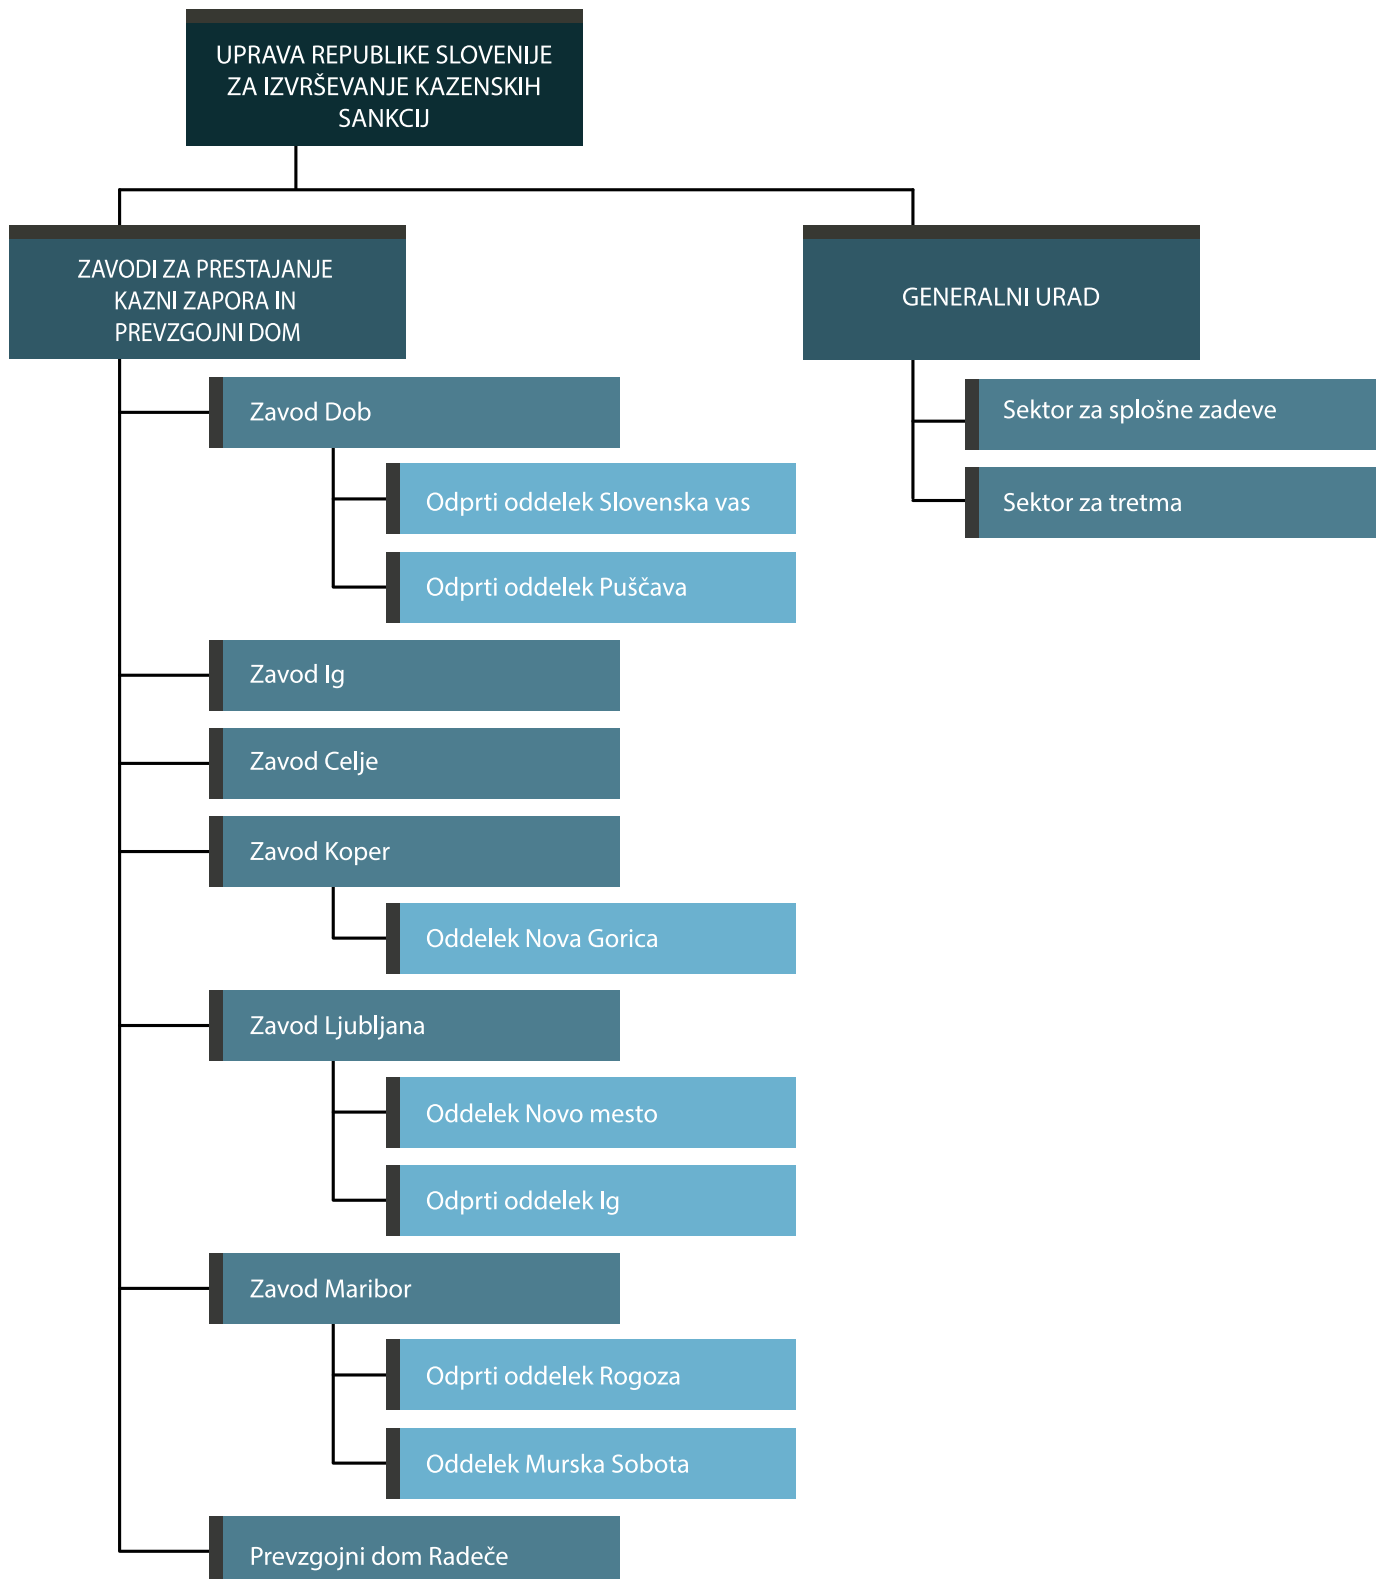 UPRAVA REPUBLIKE SLOVENIJE
ZA IZVRŠEVANJE KAZENSKIH
SANKCIJ
ZAVODI ZA PRESTAJANJE
KAZNI ZAPORA IN
PREVZGOJNI DOM
Zavod Dob
Odprti oddelek Slovenska vas
Odprti oddelek Puščava
Zavod Ig
Zavod Celje
Zavod Koper
Oddelek Nova Gorica
Zavod Ljubljana
Oddelek Novo mesto
Odprti oddelek Ig
Zavod Maribor
Odprti oddelek Rogoza
Oddelek Murska Sobota
Prevzgojni dom Radeče
GENERALNI URAD
Sektor za splošne zadeve
Sektor za tretma